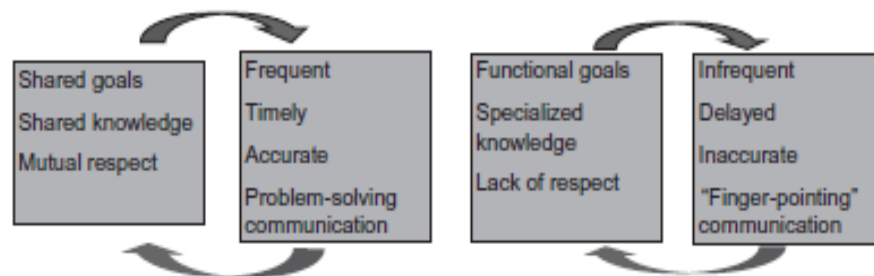 Shared goals
Shared knowledge
Mutual respect
Frequent
Timely
Accurate
Problem-solving
communication
Functional goals
Specialized
knowledge
Lack of respect
Infrequent
Delayed
Inaccurate
“Finger-pointing”
communication